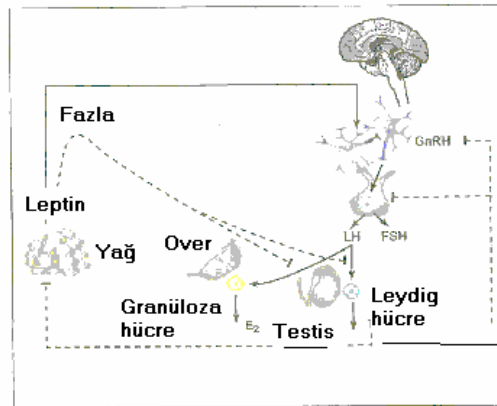 Fazla
GnRH
Leptin
Yağ
Over
LH
FSH
Granüloza
hücre
E2
Testis
Leydig
hücre